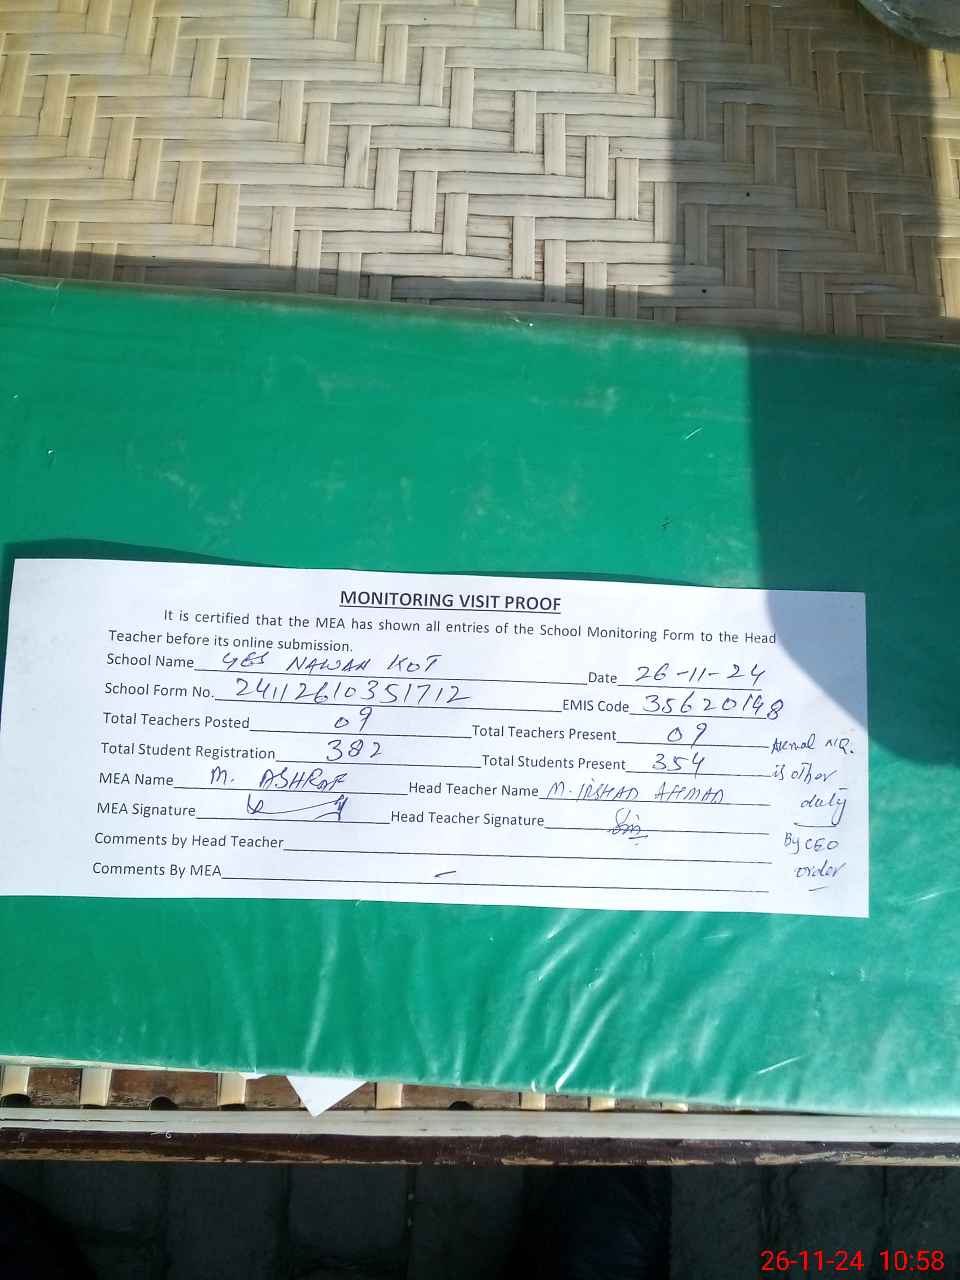 MONITORING VISIT PROOF
It is certified that the MEA has shown all entries of the School Monitoring Form to the Head
Teacher before its online submission.
School Name GES NAWAN KOT Date 26-11-24
School Form No. 24112610351712 EMIS Code 35620198
Total Teachers Posted 09 Total Teachers Present 09
Total Student Registration 382 Total Students Present 354
MEA Name M. ASHRAF Head Teacher Name M. IRSHAD AHMAD
MEA Signature Head Teacher Signature
Comments by Head Teacher
Comments By MEA -
is other
duty
By CEO
order
26-11-24 10:58